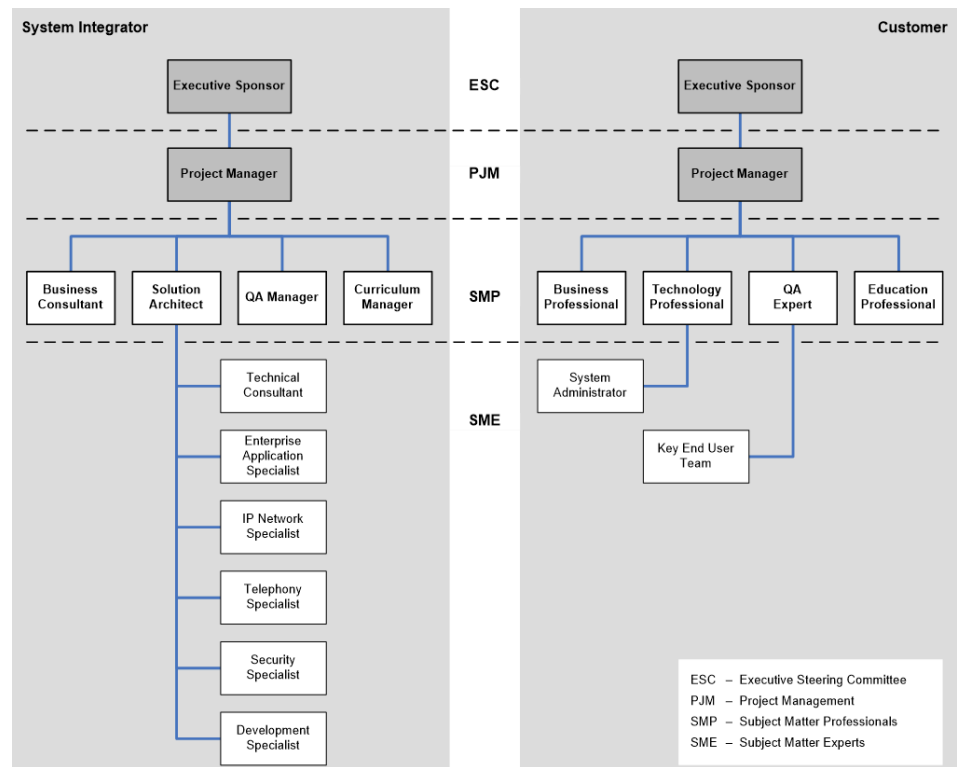 System Integrator
Customer
Executive Sponsor
ESC
Executive Sponsor
Project Manager
PJM
Project Manager
Business
Consultant
Solution
Architect
QA Manager
Curriculum
Manager
SMP
Business
Professional
Technology
Professional
QA
Expert
Education
Professional
Technical
Consultant
System
Administrator
SME
Enterprise
Application
Specialist
Key End User
Team
IP Network
Specialist
Telephony
Specialist
Security
Specialist
Development
Specialist
ESC – Executive Steering Committee
PJM – Project Management
SMP – Subject Matter Professionals
SME – Subject Matter Experts